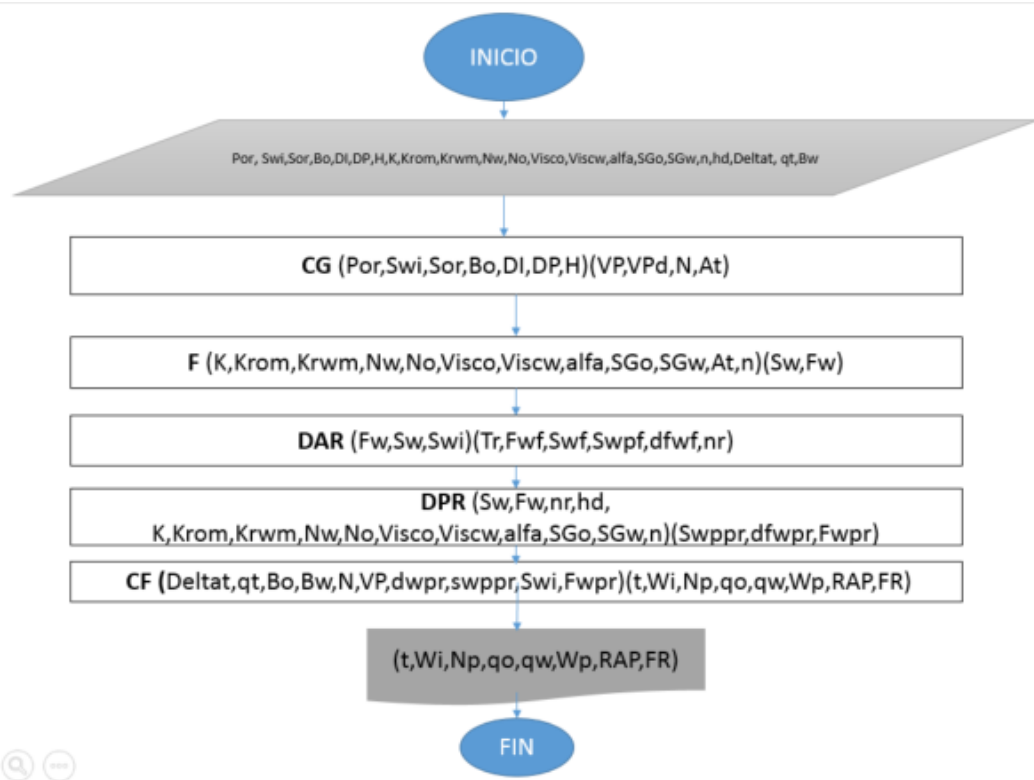 INICIO
Por, Swi,Sor,Bo,DI,DP,H,K,Krom,Krwm,Nw,No,Visco,Viscw,alfa,SGo,SGw,n,hd,Deltat, qt,Bw
CG (Por,Swi,Sor,Bo,DI,DP,H)(VP,VPd,N,At)
F (K,Krom,Krwm,Nw,No,Visco,Viscw,alfa,SGo,SGw,At,n)(Sw,Fw)
DAR (Fw,Sw,Swi)(Tr,Fwf,Swf,Swpf,dfwf,nr)
DPR (Sw,Fw,nr,hd,
K,Krom,Krwm,Nw,No,Visco,Viscw,alfa,SGo,SGw,n)(Swppr,dfwpr,Fwpr)
CF (Deltat,qt,Bo,Bw,N,VP,dwpr,swppr,Swi,Fwpr)(t,Wi,Np,qo,qw,Wp,RAP,FR)
(t,Wi,Np,qo,qw,Wp,RAP,FR)
FIN